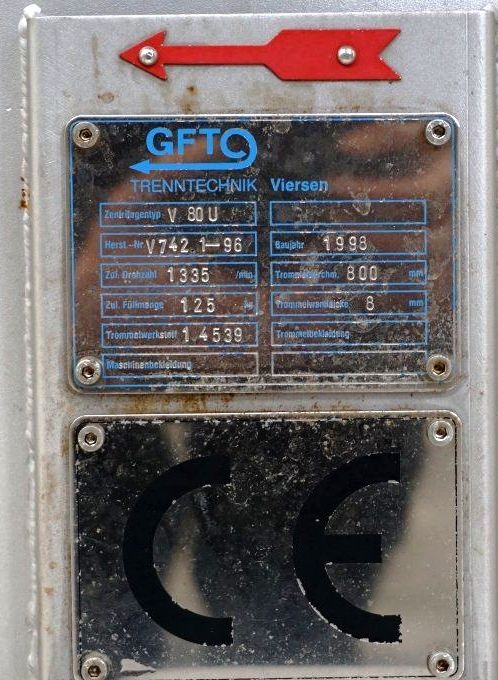 GFT
TRENNTECHNIK Viersen
Zentrifugentyp V 80 U
Herst.-Nr V742.1-96 Baujahr 1998
Zul. Drehzahl 1335 /min Trommeldurchm. 800 mm
Zul. Füllmenge 125 kg Trommelwanddicke 8 mm
Trommelwerkstoff 1.4539 Trommelbekleidung
Maschinenbekleidung
CE